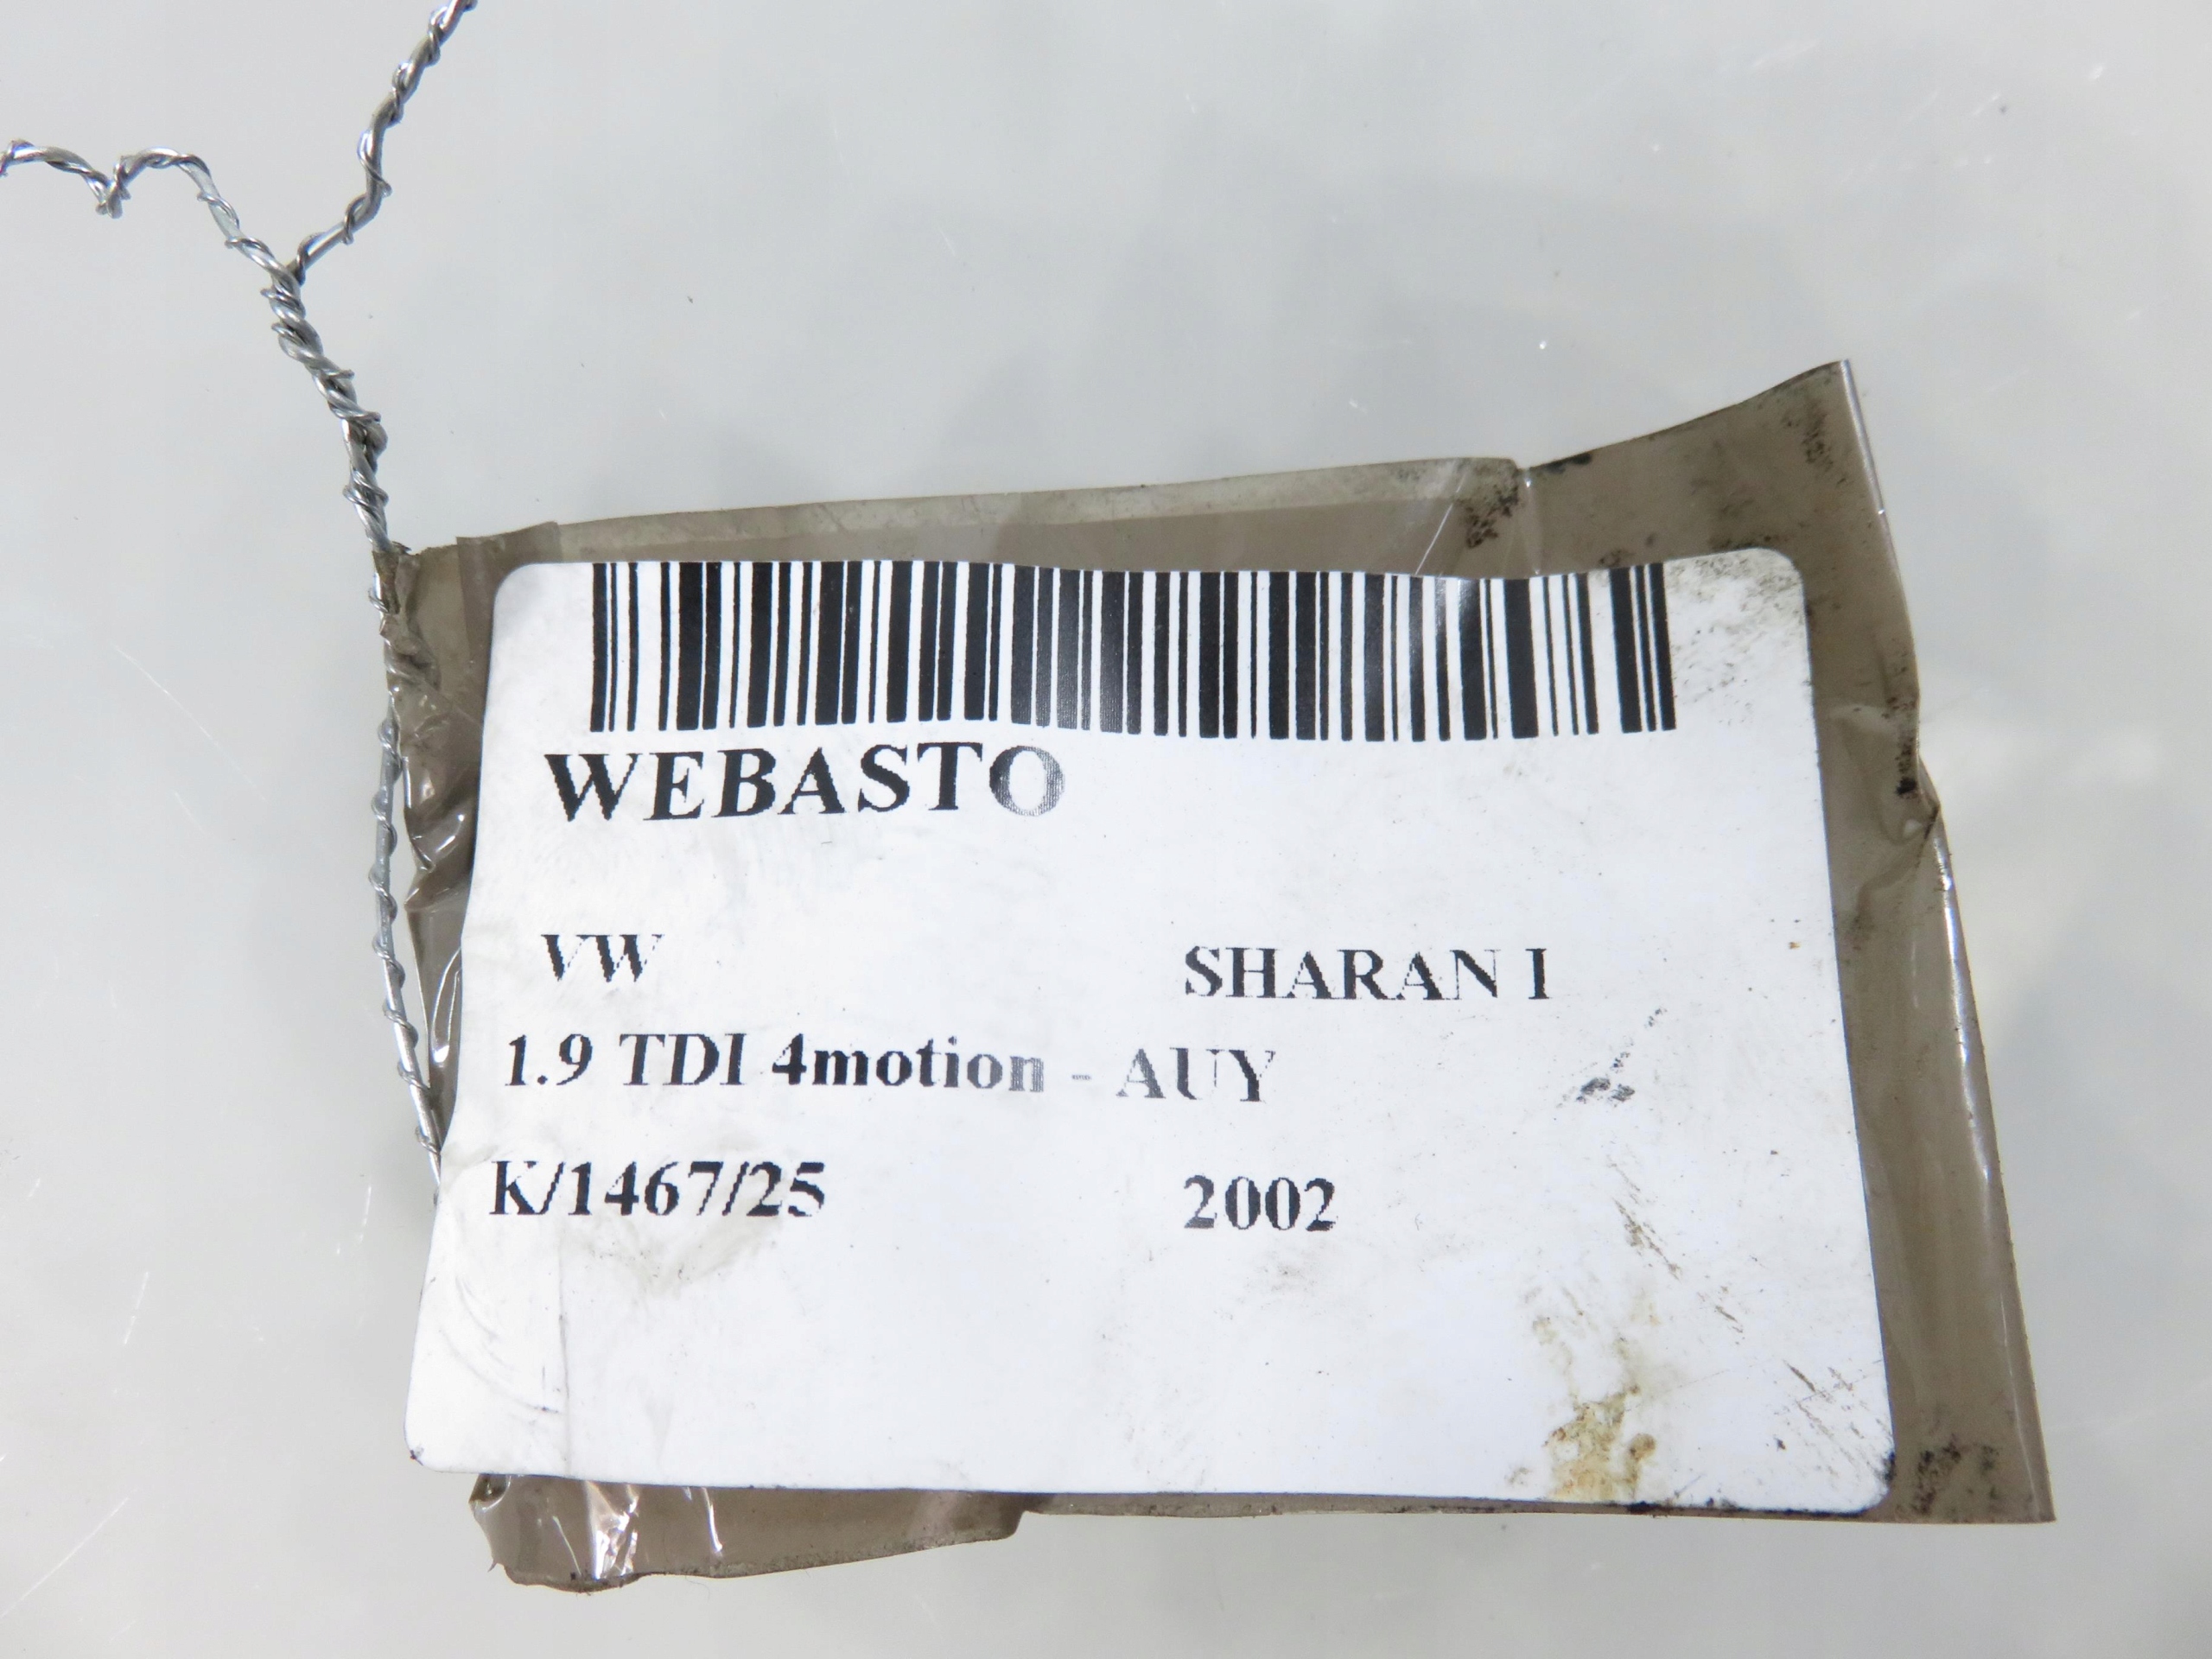 WEBASTO
VW SHARAN I
1.9 TDI 4motion - AUY
K/1467/25 2002